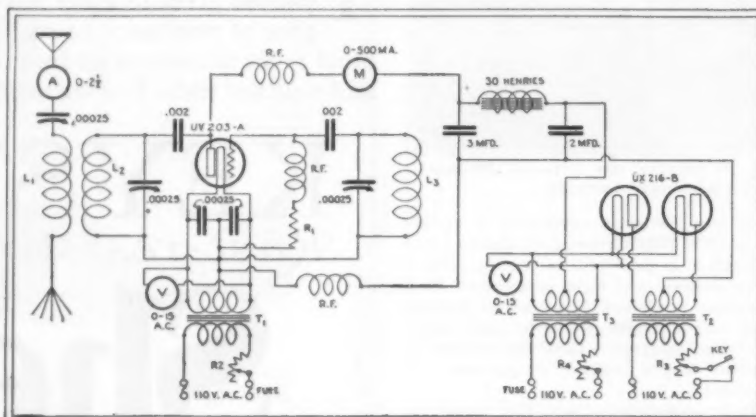 R.F.
0-500 M.A.
M
A
0-2½
30 HENRIES
.00025
.002
UV 203-A
.002
3 MFD.
2 MFD.
L1
L2
.00025
.00025
R.F.
R1
.00025
L3
UX 216-B
V
0-15
A.C.
R.F.
T1
V
0-15
A.C.
T3
T2
R2
R4
R3
KEY
110 V. A.C.
FUSE
FUSE
110 V. A.C.
110 V. A.C.